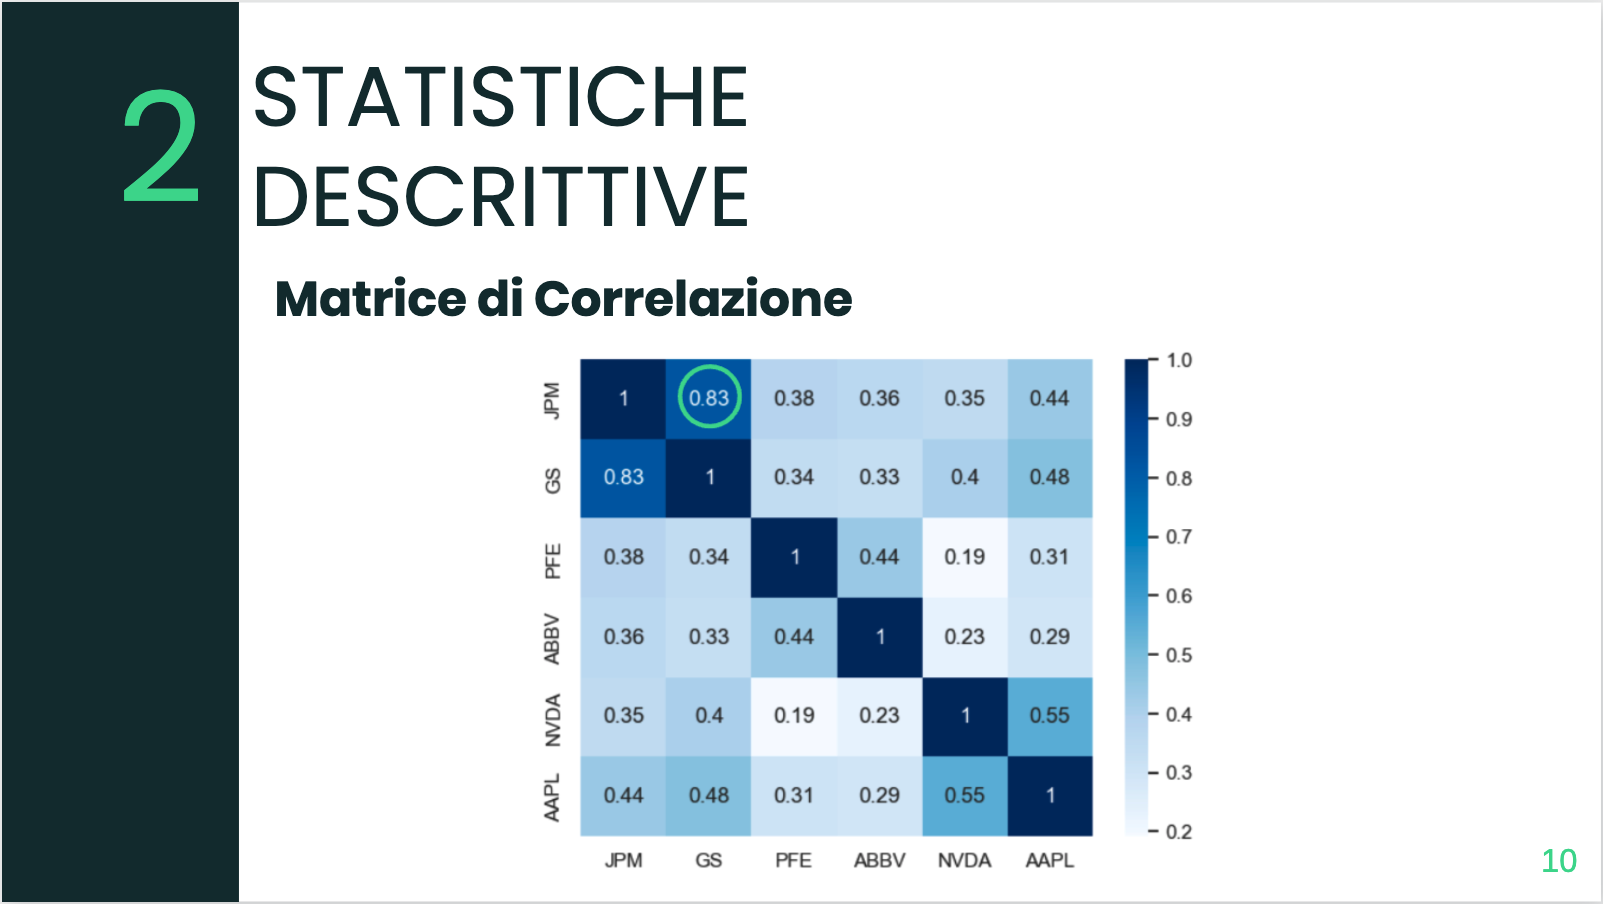 2
STATISTICHE
DESCRITTIVE
Matrice di Correlazione
JPM 1 0.83 0.38 0.36 0.35 0.44
GS 0.83 1 0.34 0.33 0.4 0.48
PFE 0.38 0.34 1 0.44 0.19 0.31
ABBV 0.36 0.33 0.44 1 0.23 0.29
NVDA 0.35 0.4 0.19 0.23 1 0.55
AAPL 0.44 0.48 0.31 0.29 0.55 1
JPM GS PFE ABBV NVDA AAPL
1.0
0.9
0.8
0.7
0.6
0.5
0.4
0.3
0.2
10